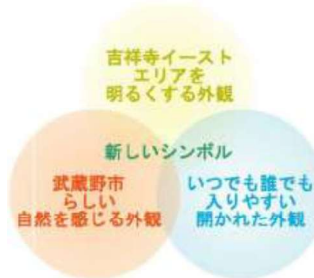 吉祥寺イースト
エリアを
明るくする外観
新しいシンボル
武蔵野市
らしい
自然を感じる外観
いつでも誰でも
入りやすい
開かれた外観